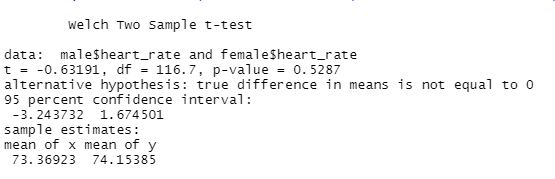 Welch Two Sample t-test
data: male$heart_rate and female$heart_rate
t = -0.63191, df = 116.7, p-value = 0.5287
alternative hypothesis: true difference in means is not equal to 0
95 percent confidence interval:
-3.243732 1.674501
sample estimates:
mean of x mean of y
73.36923 74.15385